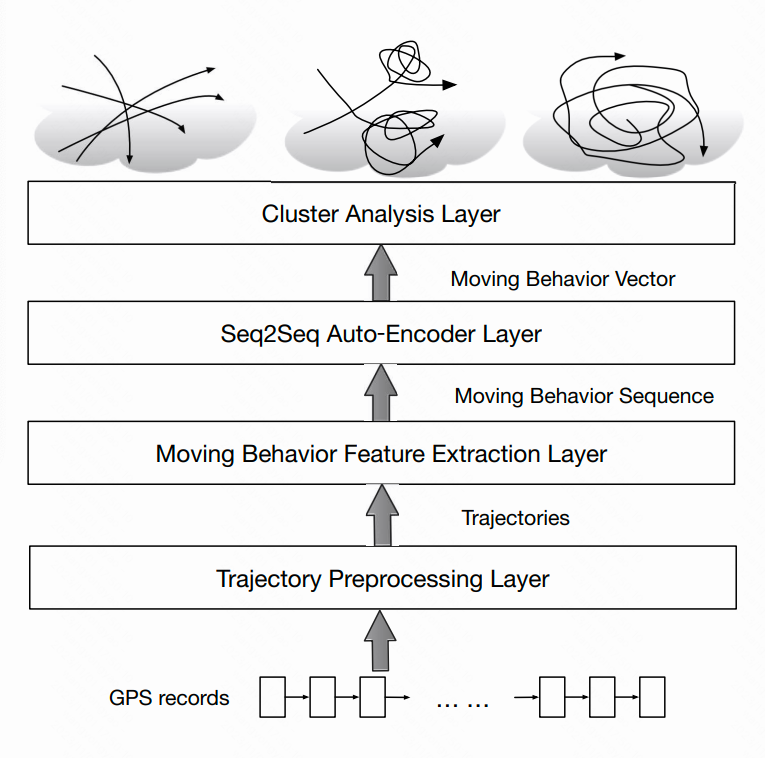 Cluster Analysis Layer
Moving Behavior Vector
Seq2Seq Auto-Encoder Layer
Moving Behavior Sequence
Moving Behavior Feature Extraction Layer
Trajectories
Trajectory Preprocessing Layer
GPS records
... ...